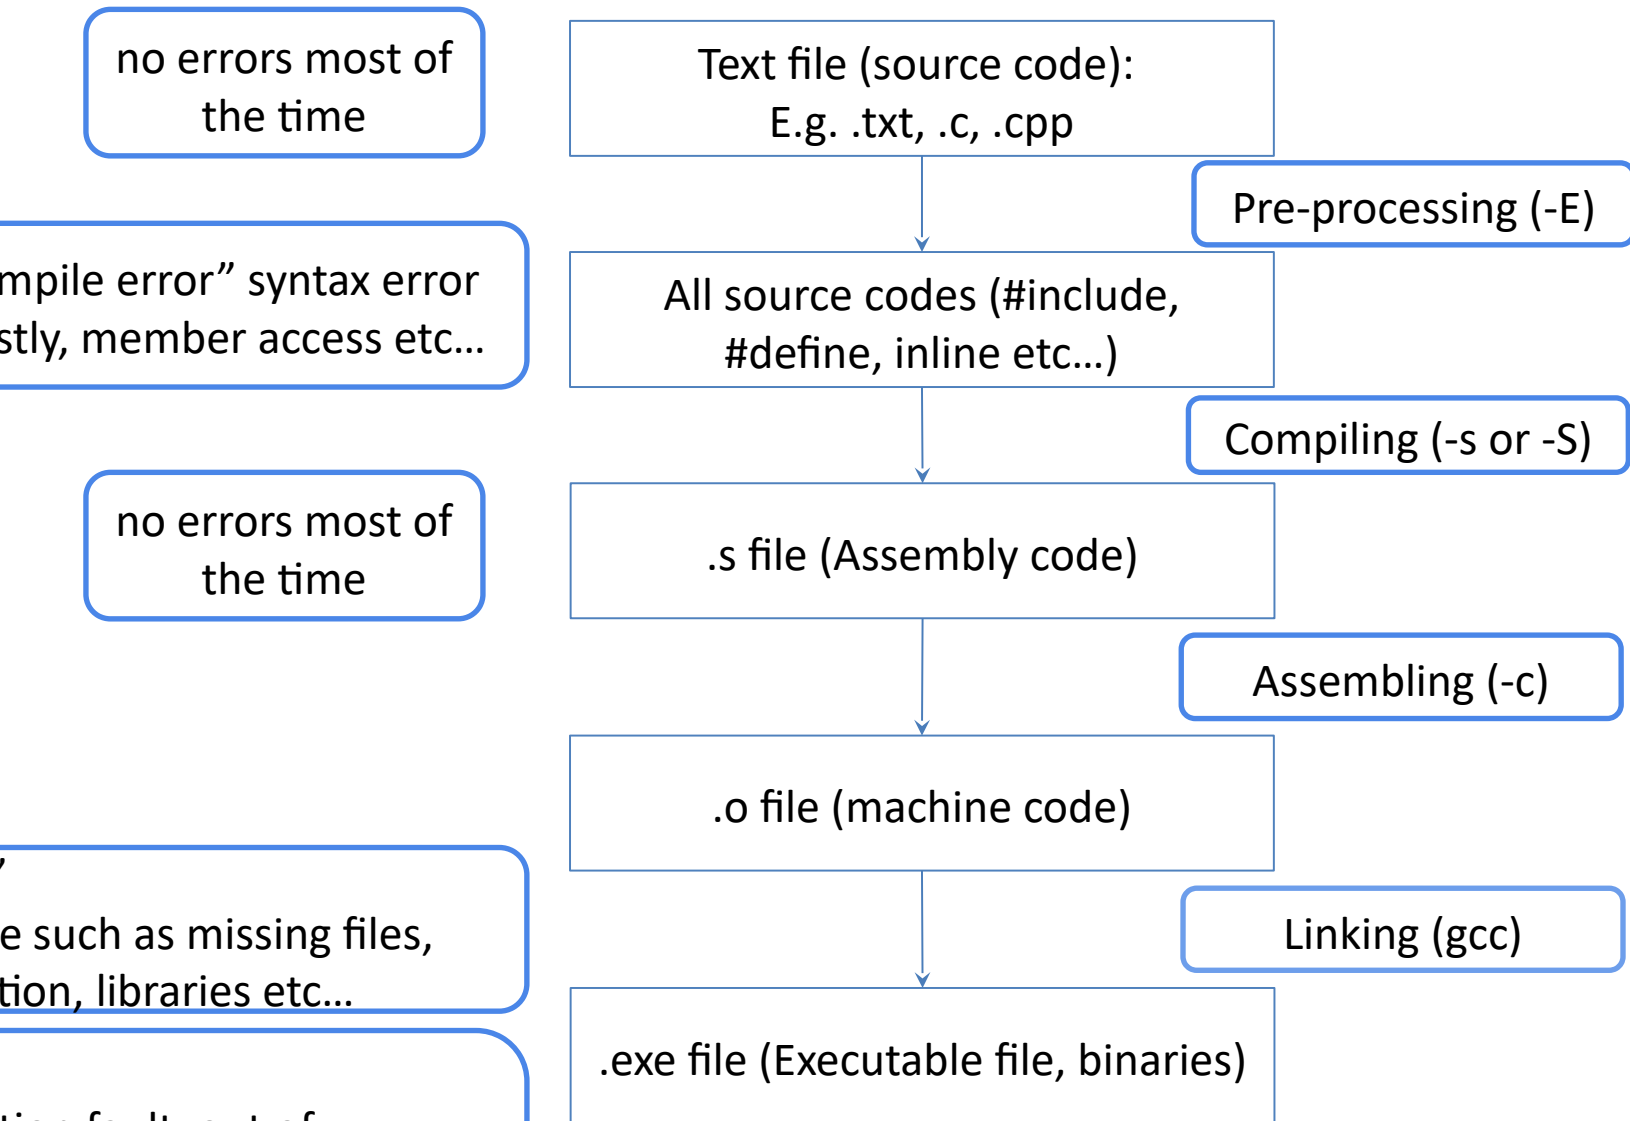 no errors most of
the time
Text file (source code):
E.g. .txt, .c, .cpp
Pre-processing (-E)
mpile error” syntax error
stly, member access etc...
All source codes (#include,
#define, inline etc...)
Compiling (-s or -S)
no errors most of
the time
.s file (Assembly code)
Assembling (-c)
.o file (machine code)
”
e such as missing files,
tion, libraries etc...
Linking (gcc)
.exe file (Executable file, binaries)